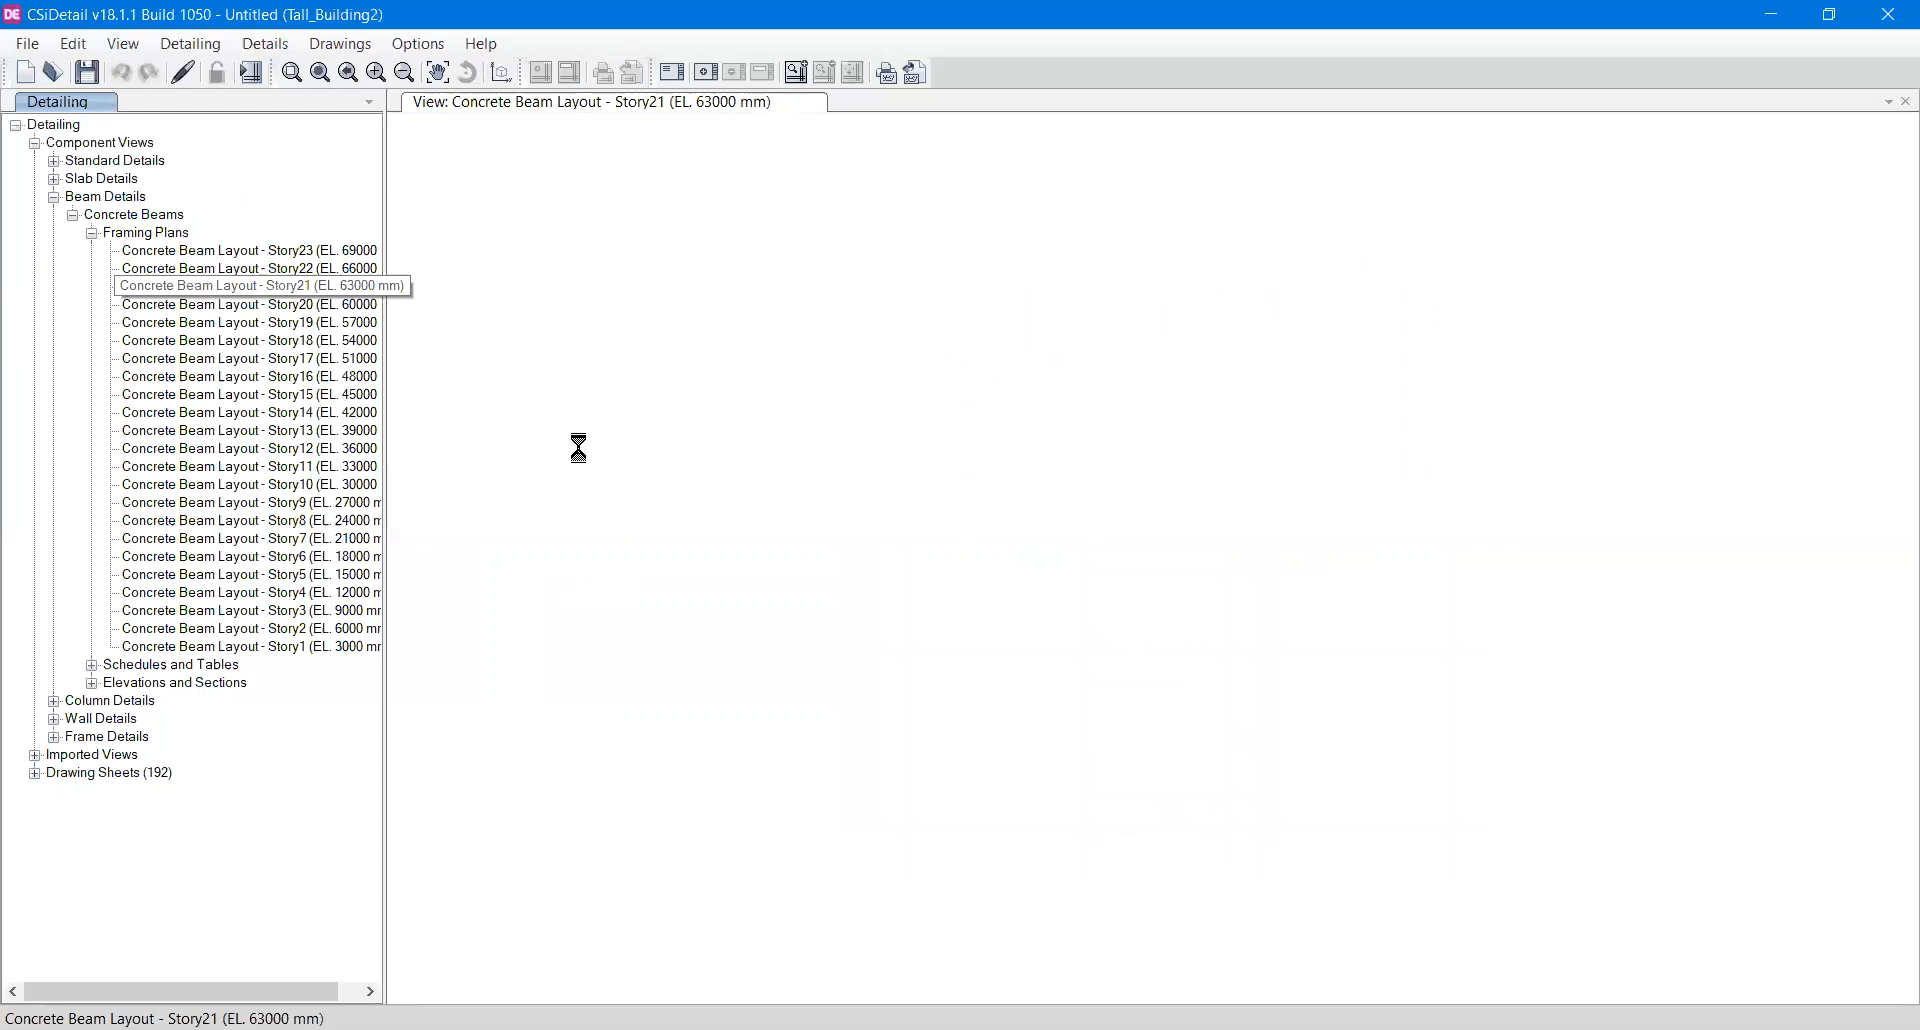 DE CSiDetail v18.1.1 Build 1050 - Untitled (Tall_Building2)
File Edit View Detailing Details Drawings Options Help
Detailing
View: Concrete Beam Layout - Story21 (EL. 63000 mm)
Detailing
Component Views
Standard Details
Slab Details
Beam Details
Concrete Beams
Framing Plans
Concrete Beam Layout - Story23 (EL. 69000
Concrete Beam Layout - Story22 (EL. 66000
Concrete Beam Layout - Story21 (EL. 63000 mm)
Concrete Beam Layout - Story20 (EL. 60000
Concrete Beam Layout - Story19 (EL. 57000
Concrete Beam Layout - Story18 (EL. 54000
Concrete Beam Layout - Story17 (EL. 51000
Concrete Beam Layout - Story16 (EL. 48000
Concrete Beam Layout - Story15 (EL. 45000
Concrete Beam Layout - Story14 (EL. 42000
Concrete Beam Layout - Story13 (EL. 39000
Concrete Beam Layout - Story12 (EL. 36000
Concrete Beam Layout - Story11 (EL. 33000
Concrete Beam Layout - Story10 (EL. 30000
Concrete Beam Layout - Story9 (EL. 27000 m
Concrete Beam Layout - Story8 (EL. 24000 m
Concrete Beam Layout - Story7 (EL. 21000 m
Concrete Beam Layout - Story6 (EL. 18000 m
Concrete Beam Layout - Story5 (EL. 15000 m
Concrete Beam Layout - Story4 (EL. 12000 m
Concrete Beam Layout - Story3 (EL. 9000 mm
Concrete Beam Layout - Story2 (EL. 6000 mm
Concrete Beam Layout - Story1 (EL. 3000 mm
Schedules and Tables
Elevations and Sections
Column Details
Wall Details
Frame Details
Imported Views
Drawing Sheets (192)
Concrete Beam Layout - Story21 (EL. 63000 mm)